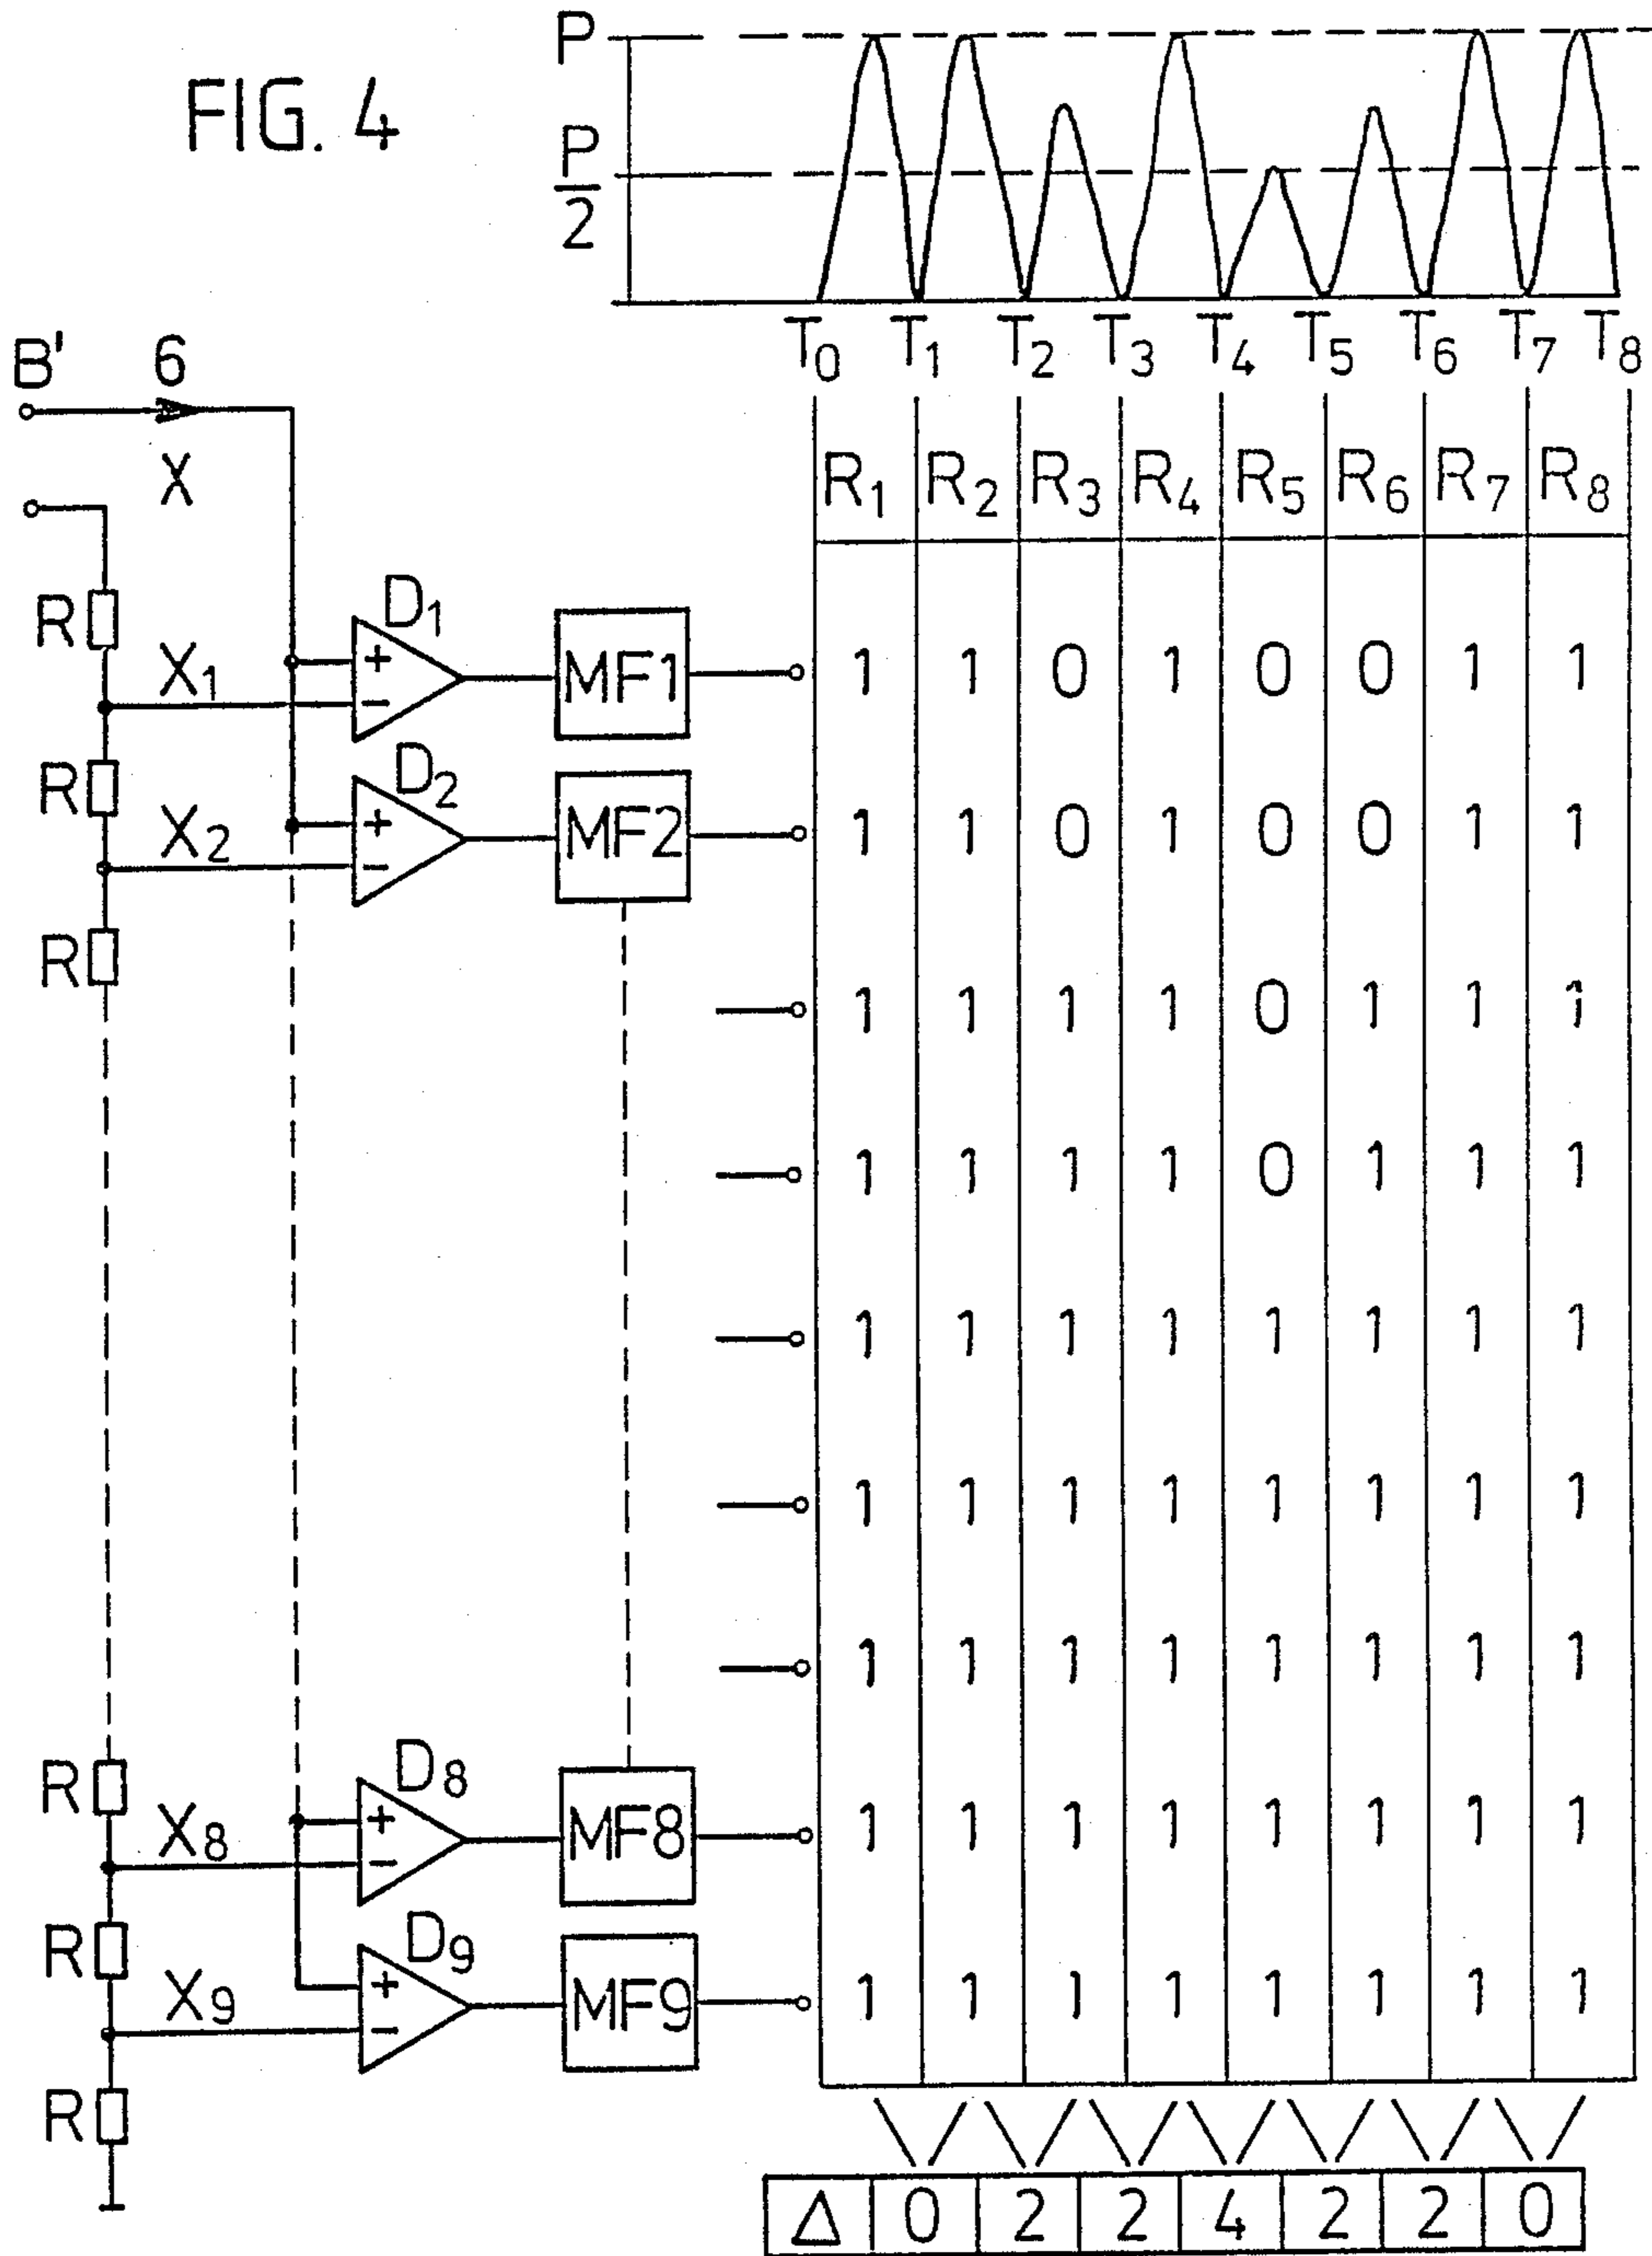 FIG. 4
P
P
2
T0 T1 T2 T3 T4 T5 T6 T7 T8
B' 6
X
R1 R2 R3 R4 R5 R6 R7 R8
R
X1 + − D1 MF1 1 1 0 1 0 0 1 1
R
X2 + − D2 MF2 1 1 0 1 0 0 1 1
R
1 1 1 1 0 1 1 1
1 1 1 1 0 1 1 1
1 1 1 1 1 1 1 1
1 1 1 1 1 1 1 1
1 1 1 1 1 1 1 1
R
X8 + − D8 MF8 1 1 1 1 1 1 1 1
R
X9 + − D9 MF9 1 1 1 1 1 1 1 1
R
Δ 0 2 2 4 2 2 0